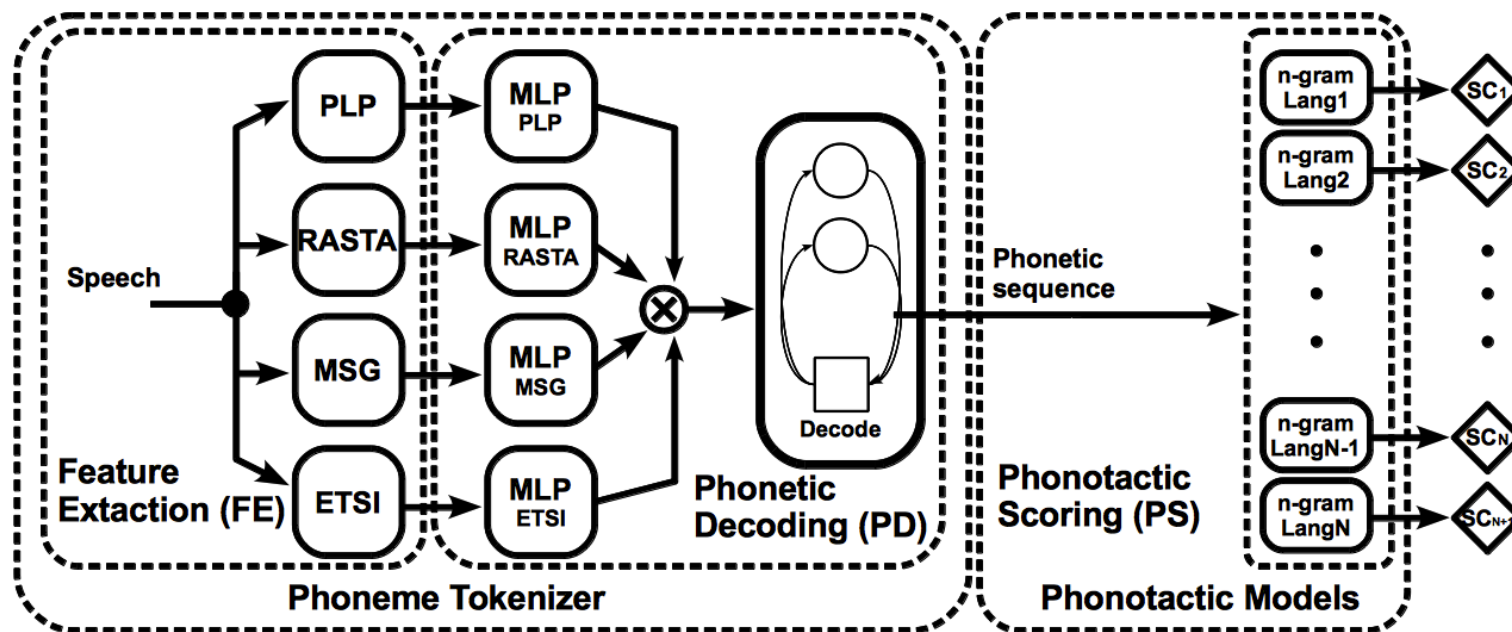 Speech
PLP
RASTA
MSG
ETSI
Feature
Extraction (FE)
MLP
PLP
MLP
RASTA
MLP
MSG
MLP
ETSI
Decode
Phonetic
Decoding (PD)
Phoneme Tokenizer
Phonetic
sequence
Phonotactic
Scoring (PS)
n-gram
Lang1
n-gram
Lang2
n-gram
LangN-1
n-gram
LangN
Phonotactic Models
SC1
SC2
SCN
SCN+1